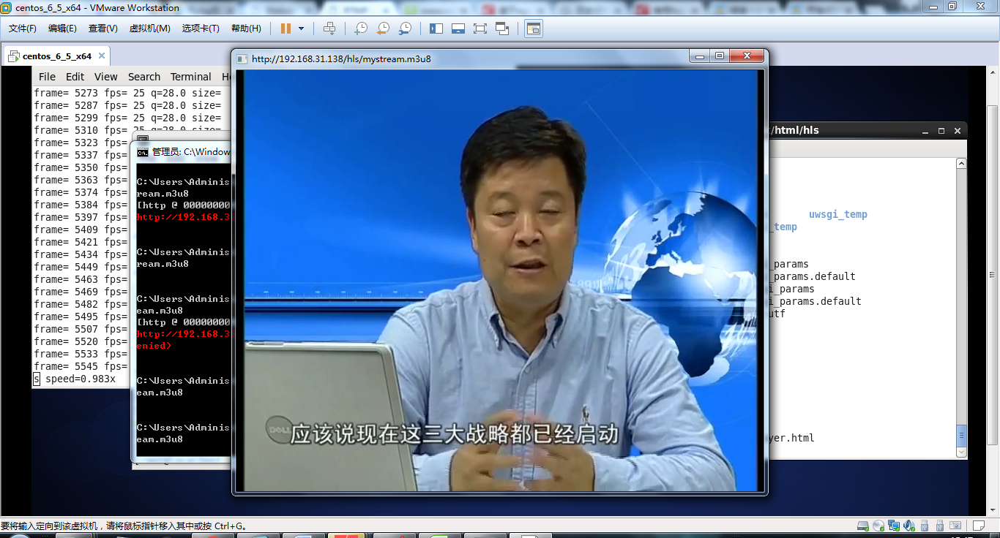 centos_6_5_x64 - VMware Workstation
文件(F) 编辑(E) 查看(V) 虚拟机(M) 选项卡(T) 帮助(H)
centos_6_5_x64
File Edit View Search Terminal
frame= 5273 fps= 25 q=28.0 size=
frame= 5287 fps= 25 q=28.0 size=
frame= 5299 fps= 25 q=28.0 size=
frame= 5310 fps= 25 q=28.0 size=
frame= 5323 fps=
frame= 5337 fps=
frame= 5350 fps=
frame= 5363 fps=
frame= 5374 fps=
frame= 5384 fps=
frame= 5397 fps=
frame= 5409 fps=
frame= 5421 fps=
frame= 5434 fps=
frame= 5449 fps=
frame= 5463 fps=
frame= 5469 fps=
frame= 5482 fps=
frame= 5495 fps=
frame= 5507 fps=
frame= 5520 fps=
frame= 5533 fps=
frame= 5545 fps=
s speed=0.983x
管理员: C:\Window
C:\Users\Adminis
ream.m3u8
[http @ 00000000
http://192.168.3
C:\Users\Adminis
ream.m3u8
C:\Users\Adminis
eam.m3u8
[http @ 00000000
http://192.168.3
enied>
C:\Users\Adminis
eam.m3u8
C:\Users\Adminis
eam.m3u8
http://192.168.31.138/hls/mystream.m3u8
DELL
应该说现在这三大战略都已经启动
/html/hls
uwsgi_temp
_temp
_params
_params.default
i_params
i_params.default
utf
yer.html
要将输入定向到该虚拟机，请将鼠标指针移入其中或按 Ctrl+G。